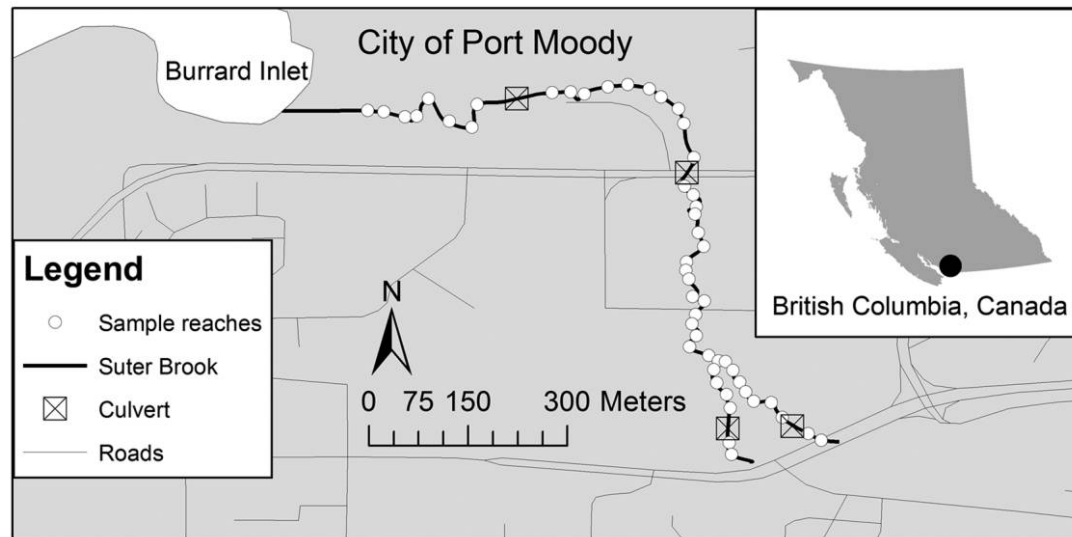 City of Port Moody
Burrard Inlet
British Columbia, Canada
Legend
Sample reaches
Suter Brook
Culvert
Roads
N
0 75 150 300 Meters